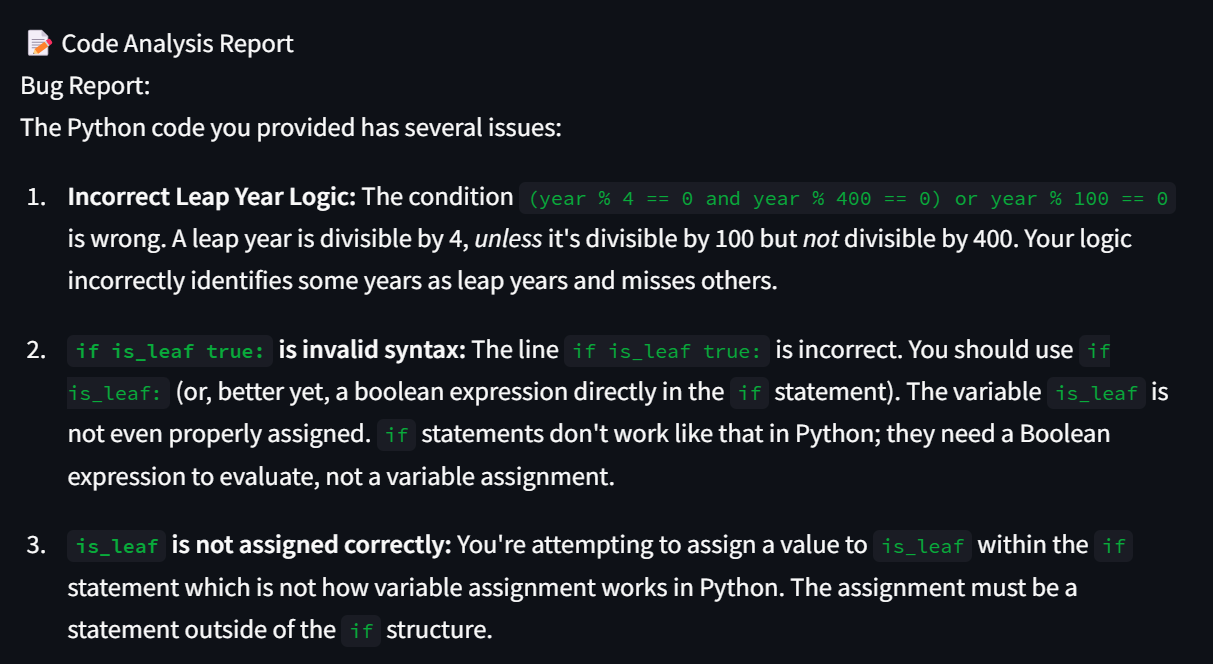 📝 Code Analysis Report
Bug Report:
The Python code you provided has several issues:
1. Incorrect Leap Year Logic: The condition (year % 4 == 0 and year % 400 == 0) or year % 100 == 0
is wrong. A leap year is divisible by 4, unless it's divisible by 100 but not divisible by 400. Your logic
incorrectly identifies some years as leap years and misses others.
2. if is_leaf true: is invalid syntax: The line if is_leaf true: is incorrect. You should use if
is_leaf: (or, better yet, a boolean expression directly in the if statement). The variable is_leaf is
not even properly assigned. if statements don't work like that in Python; they need a Boolean
expression to evaluate, not a variable assignment.
3. is_leaf is not assigned correctly: You're attempting to assign a value to is_leaf within the if
statement which is not how variable assignment works in Python. The assignment must be a
statement outside of the if structure.